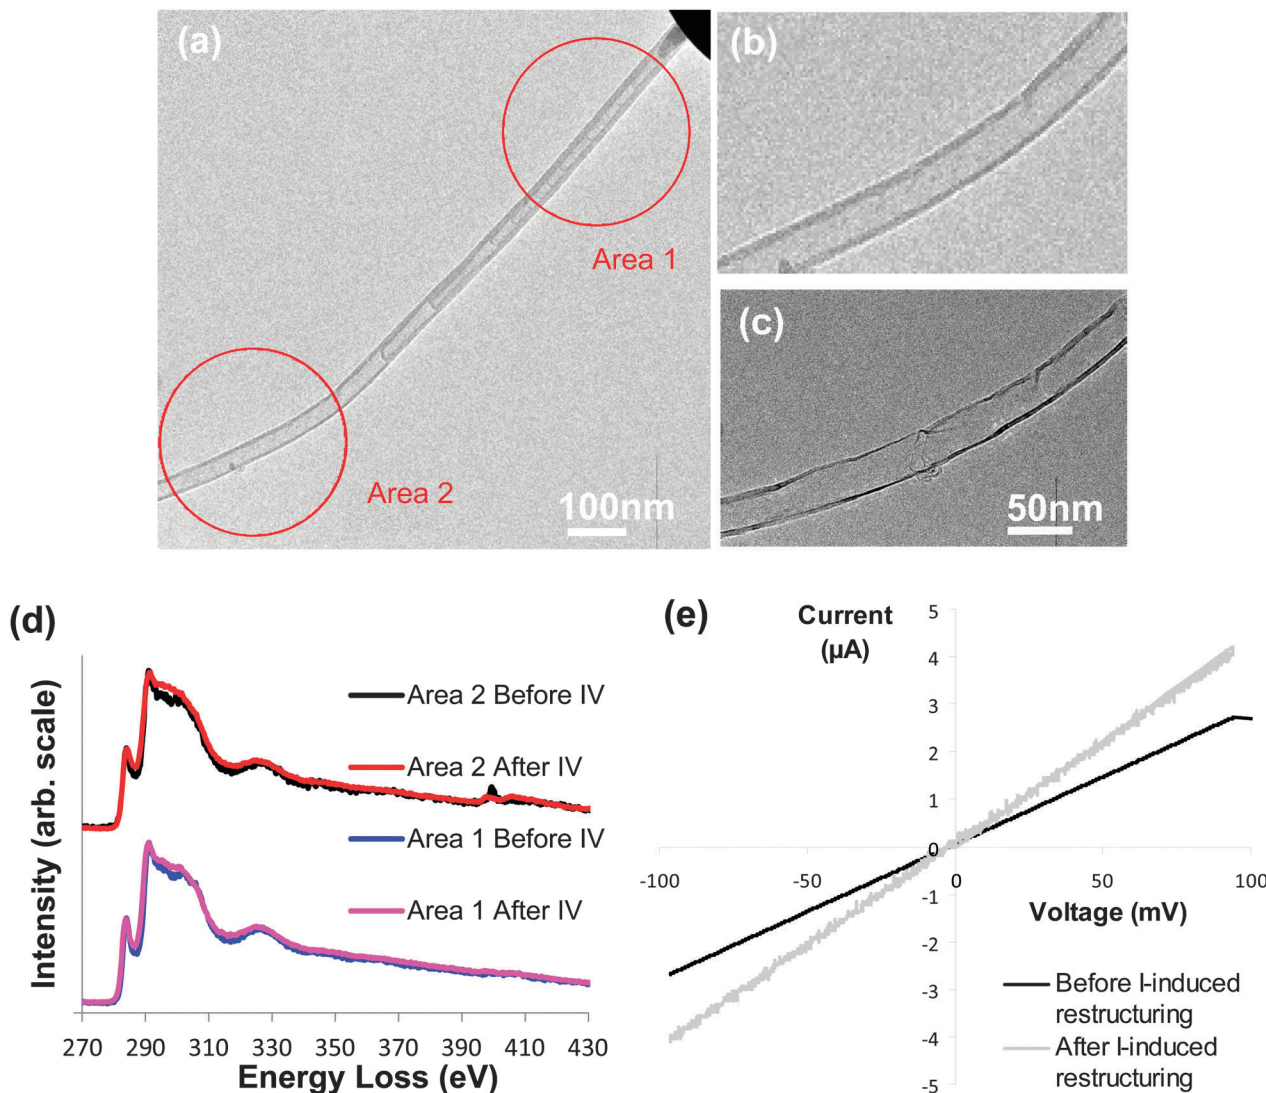 (a)
Area 1
Area 2
100nm
(b)
(c)
50nm
(d)
Intensity (arb. scale)
Area 2 Before IV
Area 2 After IV
Area 1 Before IV
Area 1 After IV
270 290 310 330 350 370 390 410 430
Energy Loss (eV)
(e)
Current
(µA)
5
4
3
2
1
0
-1
-2
-3
-4
-5
-100 -50 0 50 100
Voltage (mV)
Before I-induced
restructuring
After I-induced
restructuring